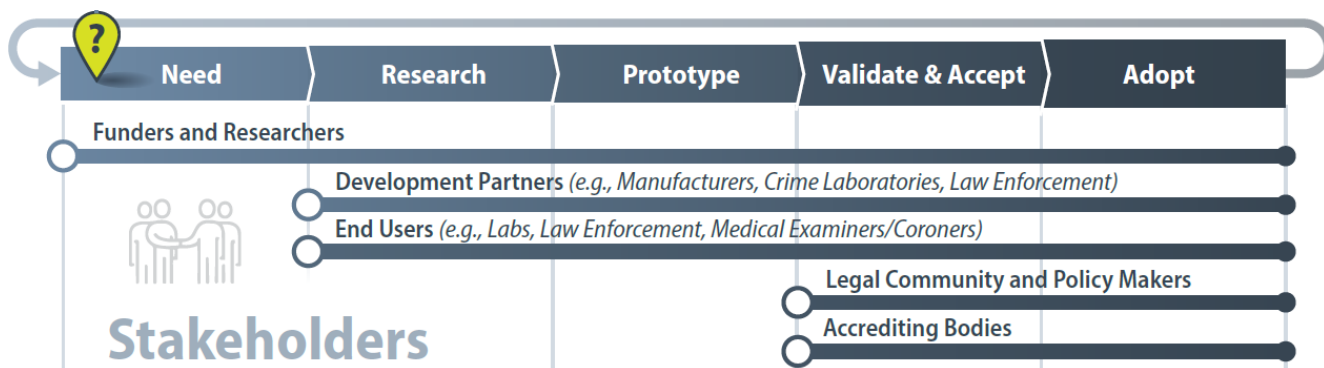 ?
Need
Research
Prototype
Validate & Accept
Adopt
Funders and Researchers
Development Partners (e.g., Manufacturers, Crime Laboratories, Law Enforcement)
End Users (e.g., Labs, Law Enforcement, Medical Examiners/Coroners)
Legal Community and Policy Makers
Accrediting Bodies
Stakeholders